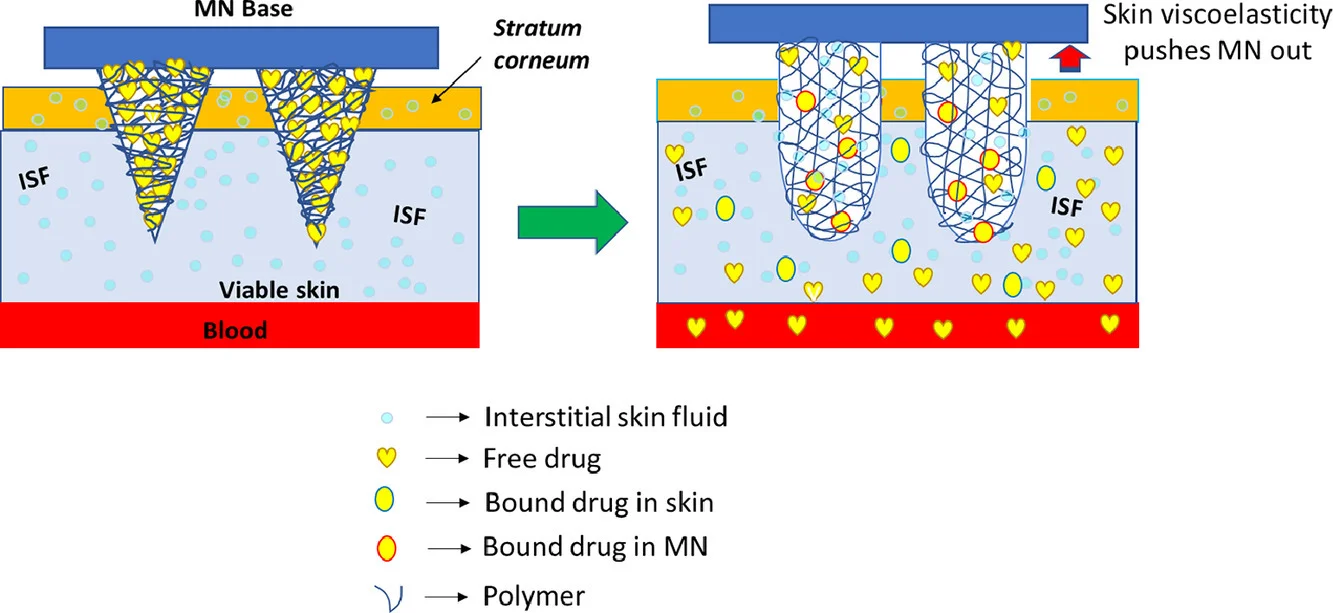 MN Base
Stratum
corneum
ISF
ISF
Viable skin
Blood
Skin viscoelasticity
pushes MN out
ISF
ISF
Interstitial skin fluid
Free drug
Bound drug in skin
Bound drug in MN
Polymer